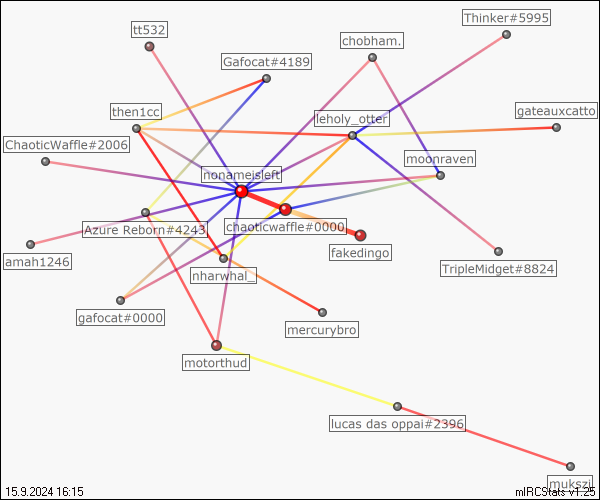 Thinker#5995
tt532
chobham.
Gafocat#4189
then1cc
leholy_otter
gateauxcatto
ChaoticWaffle#2006
moonraven
nonameisleft
Azure Reborn#4243
chaoticwaffle#0000
fakedingo
amah1246
nharwhal_
TripleMidget#8824
gafocat#0000
mercurybro
motorthud
lucas das oppai#2396
mukszi
15.9.2024 16:15
mIRCStats v1.25